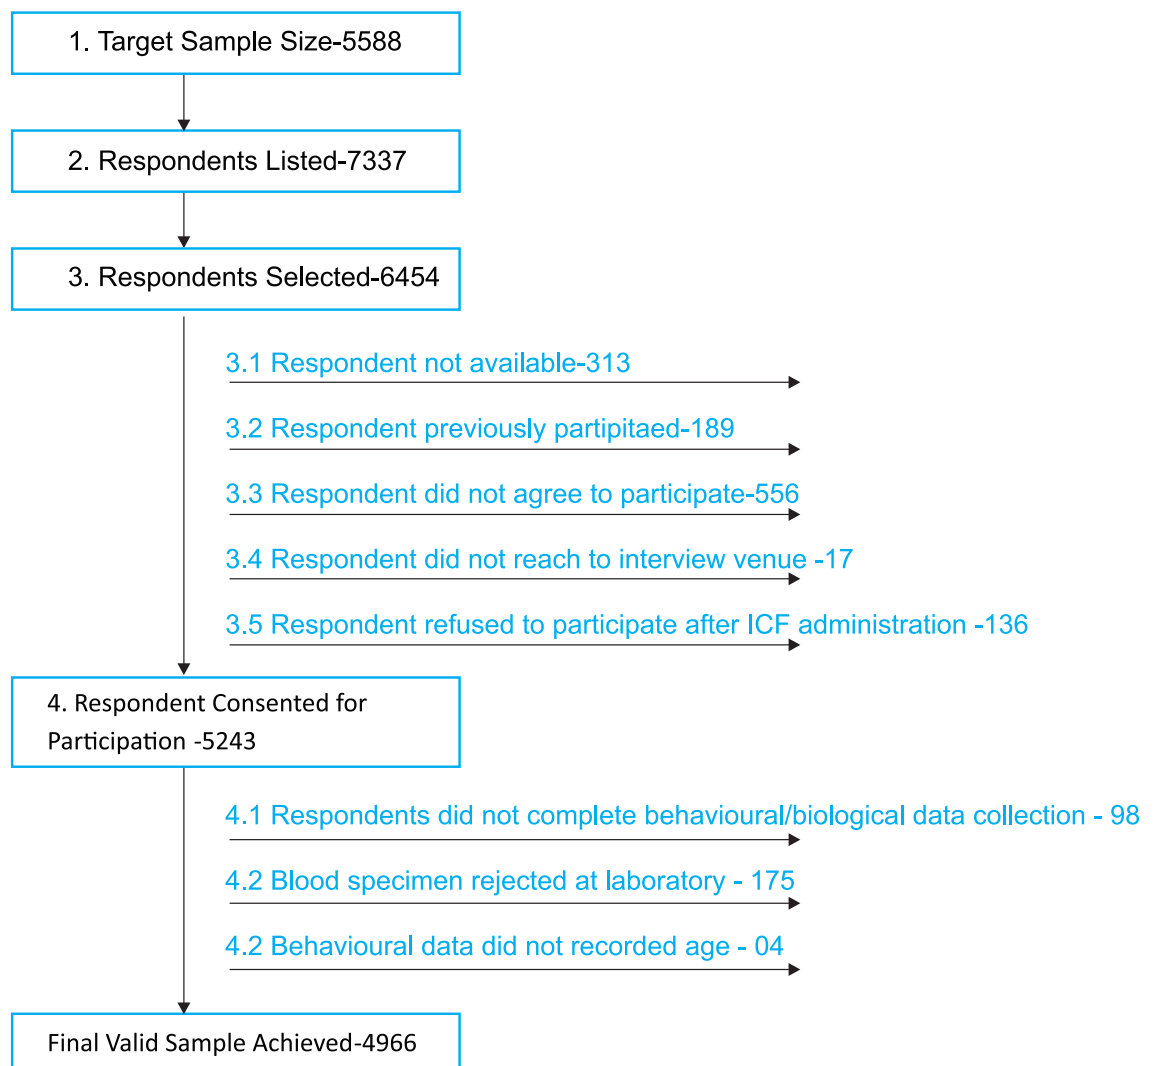 1. Target Sample Size-5588
2. Respondents Listed-7337
3. Respondents Selected-6454
3.1 Respondent not available-313
3.2 Respondent previously partipitaed-189
3.3 Respondent did not agree to participate-556
3.4 Respondent did not reach to interview venue -17
3.5 Respondent refused to participate after ICF administration -136
4. Respondent Consented for
Participation -5243
4.1 Respondents did not complete behavioural/biological data collection - 98
4.2 Blood specimen rejected at laboratory - 175
4.2 Behavioural data did not recorded age - 04
Final Valid Sample Achieved-4966